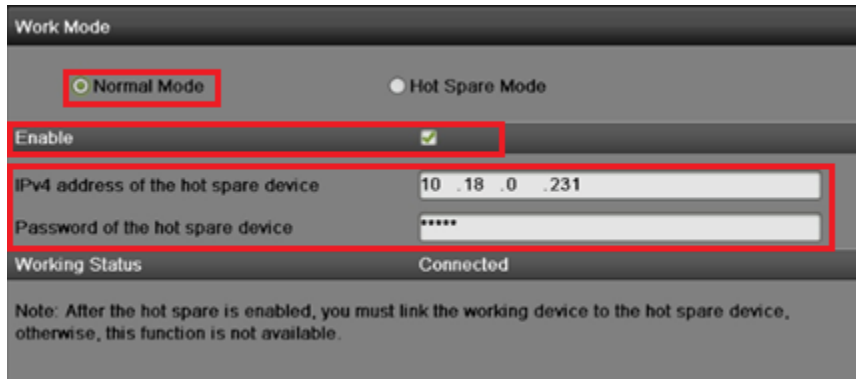 Work Mode
Normal Mode Hot Spare Mode
Enable
IPv4 address of the hot spare device 10 .18 .0 .231
Password of the hot spare device *****
Working Status Connected
Note: After the hot spare is enabled, you must link the working device to the hot spare device,
otherwise, this function is not available.